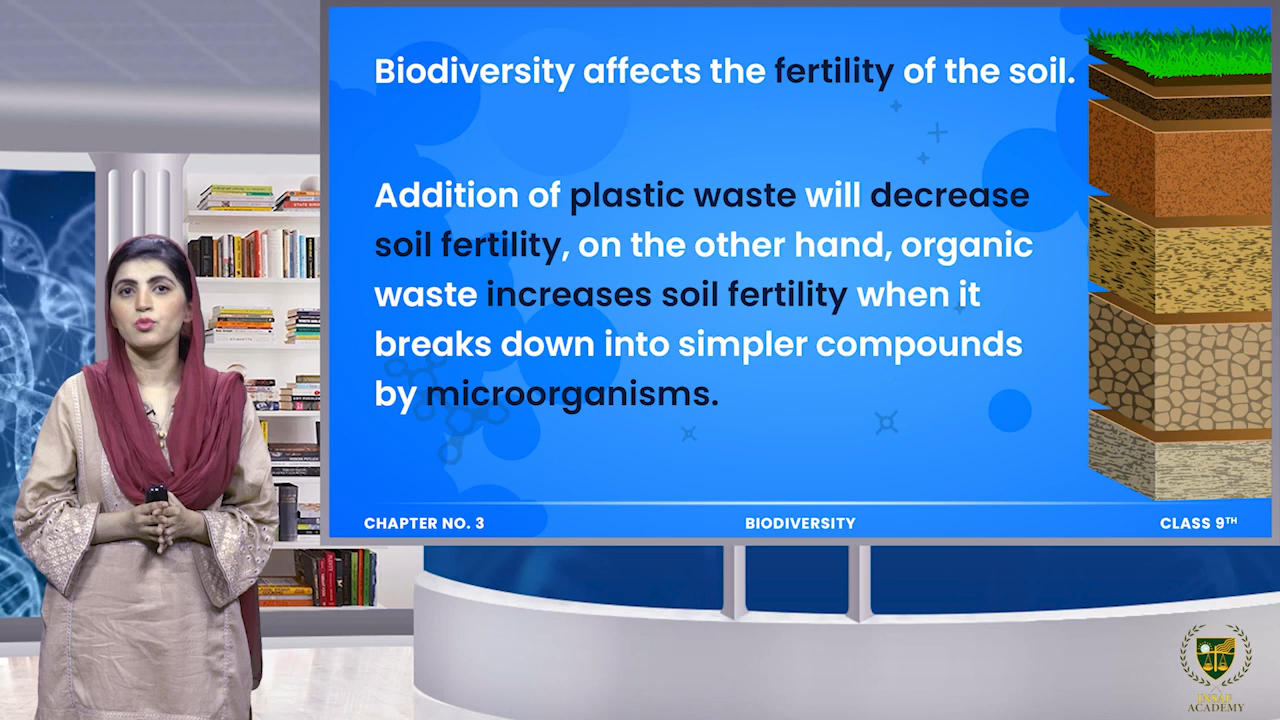 Biodiversity affects the fertility of the soil.
Addition of plastic waste will decrease
soil fertility, on the other hand, organic
waste increases soil fertility when it
breaks down into simpler compounds
by microorganisms.
CHAPTER NO. 3
BIODIVERSITY
CLASS 9TH
INSAF
ACADEMY